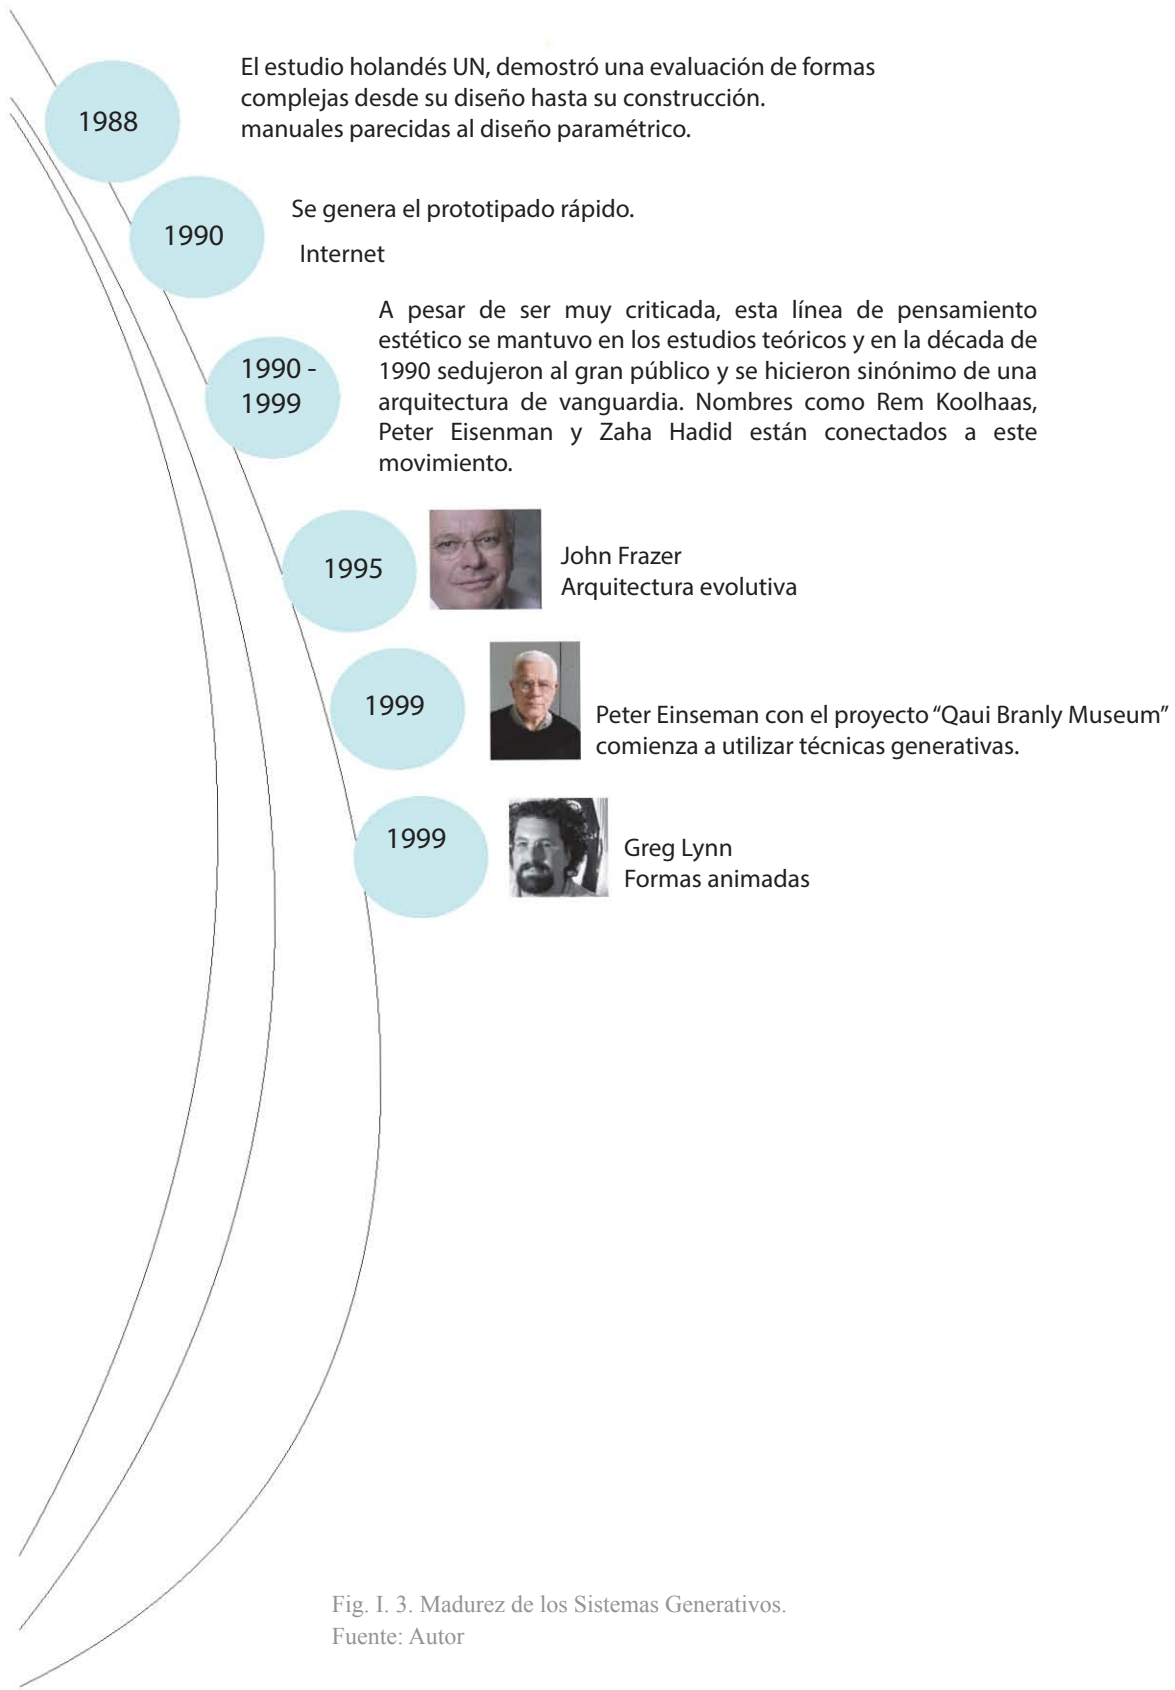 1988
El estudio holandés UN, demostró una evaluación de formas
complejas desde su diseño hasta su construcción.
manuales parecidas al diseño paramétrico.
1990
Se genera el prototipado rápido.
Internet
1990 -
1999
A pesar de ser muy criticada, esta línea de pensamiento
estético se mantuvo en los estudios teóricos y en la década de
1990 sedujeron al gran público y se hicieron sinónimo de una
arquitectura de vanguardia. Nombres como Rem Koolhaas,
Peter Eisenman y Zaha Hadid están conectados a este
movimiento.
1995
John Frazer
Arquitectura evolutiva
1999
Peter Einseman con el proyecto “Qaui Branly Museum”
comienza a utilizar técnicas generativas.
1999
Greg Lynn
Formas animadas
Fig. I. 3. Madurez de los Sistemas Generativos.
Fuente: Autor